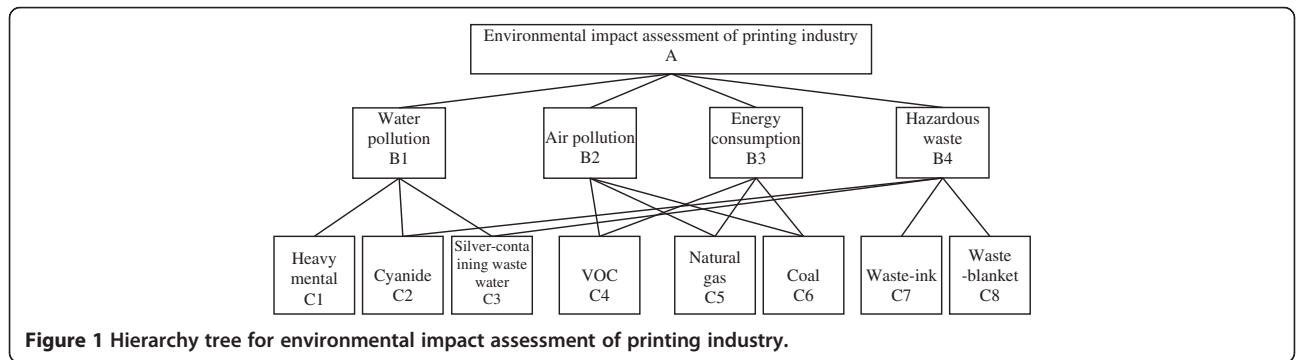 Environmental impact assessment of printing industry
A
Water
pollution
B1
Air pollution
B2
Energy
consumption
B3
Hazardous
waste
B4
Heavy
mental
C1
Cyanide
C2
Silver-conta
ining waste
water
C3
VOC
C4
Natural
gas
C5
Coal
C6
Waste-ink
C7
Waste
-blanket
C8
Figure 1 Hierarchy tree for environmental impact assessment of printing industry.